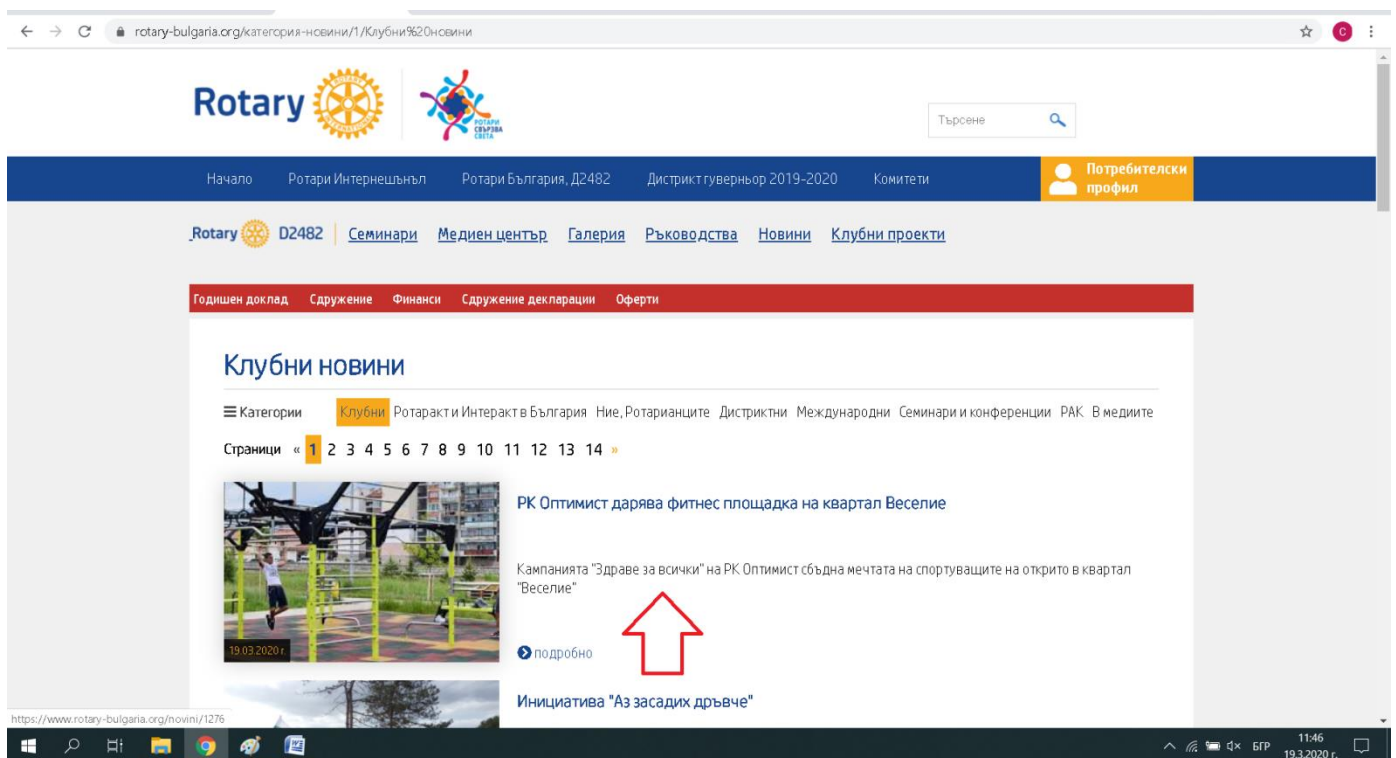 rotary-bulgaria.org/категория-новини/1/Клубни%20новини
C
Rotary
ROTARY INTERNATIONAL
РОТАРИ
СВЪРЗВА
СВЕТА
Търсене
Начало Ротари Интернешънъл Ротари България, Д2482 Дистрикт гуверньор 2019-2020 Комитети
Потребителски
профил
Rotary D2482 Семинари Медиен център Галерия Ръководства Новини Клубни проекти
Годишен доклад Сдружение Финанси Сдружение декларации Оферти
Клубни новини
Категории Клубни Ротаракт и Интеракт в България Ние, Ротарианците Дистриктни Международни Семинари и конференции РАК В медиите
Страници « 1 2 3 4 5 6 7 8 9 10 11 12 13 14 »
РК Оптимист дарява фитнес площадка на квартал Веселие
Кампанията "Здраве за всички" на РК Оптимист сбъдна мечтата на спортуващите на открито в квартал
"Веселие"
19.03.2020 г.
подробно
Инициатива "Аз засадих дръвче"
https://www.rotary-bulgaria.org/novini/1276
БГР
11:46
19.3.2020 г.